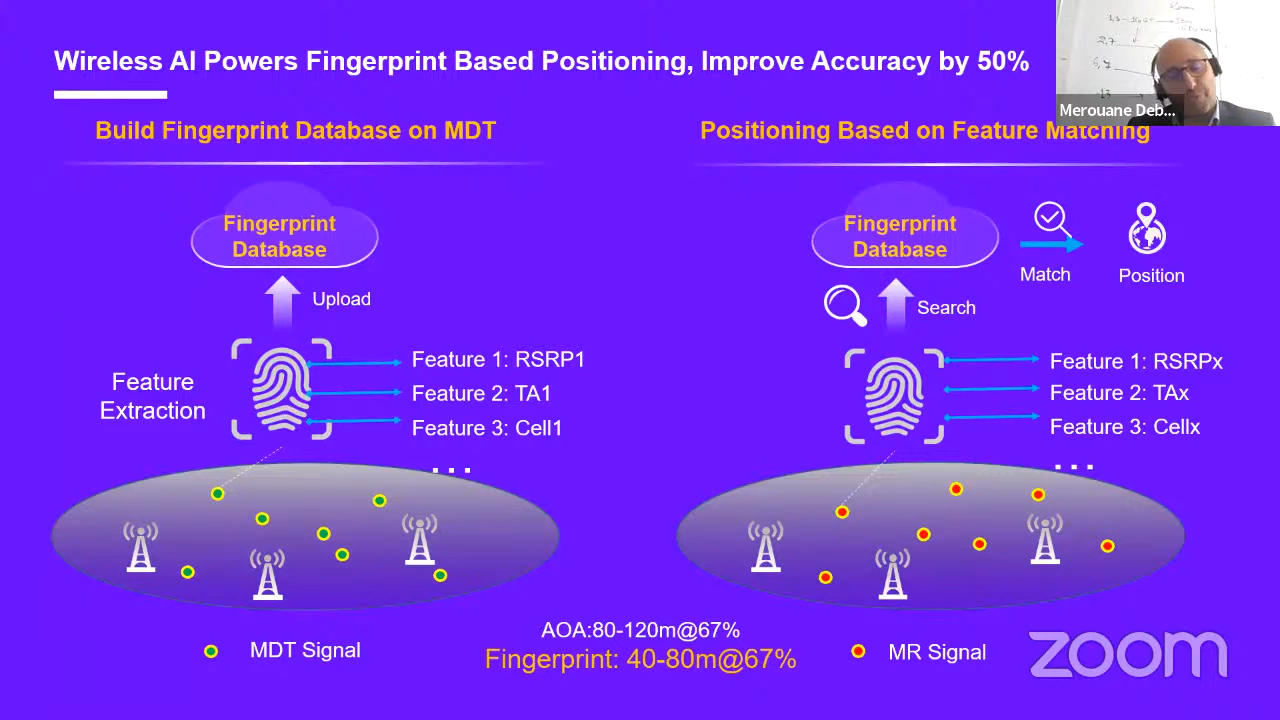 Wireless AI Powers Fingerprint Based Positioning, Improve Accuracy by 50%
Merouane Deb...
Build Fingerprint Database on MDT
Fingerprint
Database
Upload
Feature
Extraction
Feature 1: RSRP1
Feature 2: TA1
Feature 3: Cell1
...
MDT Signal
Positioning Based on Feature Matching
Fingerprint
Database
Match
Position
Search
Feature 1: RSRPx
Feature 2: TAx
Feature 3: Cellx
...
MR Signal
AOA:80-120m@67%
Fingerprint: 40-80m@67%
zoom